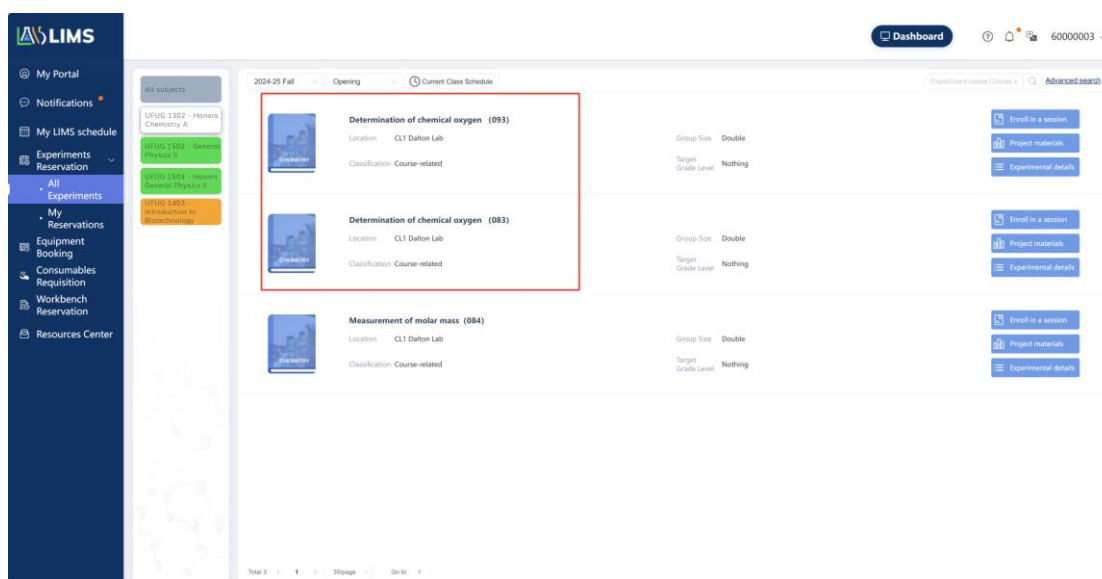 LIMS
Dashboard
60000003
My Portal
Notifications
My LIMS schedule
Experiments
Reservation
All
Experiments
My
Reservations
Equipment
Booking
Consumables
Requisition
Workbench
Reservation
Resources Center
All subjects
UFUG 1302 - Honors
Chemistry A
UFUG 1502 - General
Physics II
UFUG 1504 - Honors
General Physics II
UFUG 1403 -
Introduction to
Biotechnology
2024-25 Fall Opening Current Class Schedule
Experiment name,Course Advanced search
CHEMISTRY
Determination of chemical oxygen (093)
Location CL1 Dalton Lab
Classification Course-related
Group Size Double
Target
Grade Level Nothing
Enroll in a session
Project materials
Experimental details
CHEMISTRY
Determination of chemical oxygen (083)
Location CL1 Dalton Lab
Classification Course-related
Group Size Double
Target
Grade Level Nothing
Enroll in a session
Project materials
Experimental details
CHEMISTRY
Measurement of molar mass (084)
Location CL1 Dalton Lab
Classification Course-related
Group Size Double
Target
Grade Level Nothing
Enroll in a session
Project materials
Experimental details
Total 3 < 1 > 30/page Go to 1